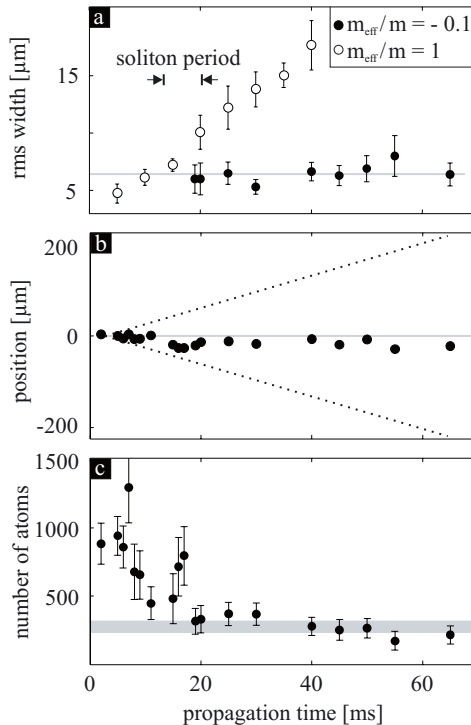 a
m_eff/m = - 0.1
m_eff/m = 1
soliton period
15
5
rms width [µm]
b
200
0
-200
position [µm]
c
1500
1000
500
number of atoms
0
20
40
60
propagation time [ms]